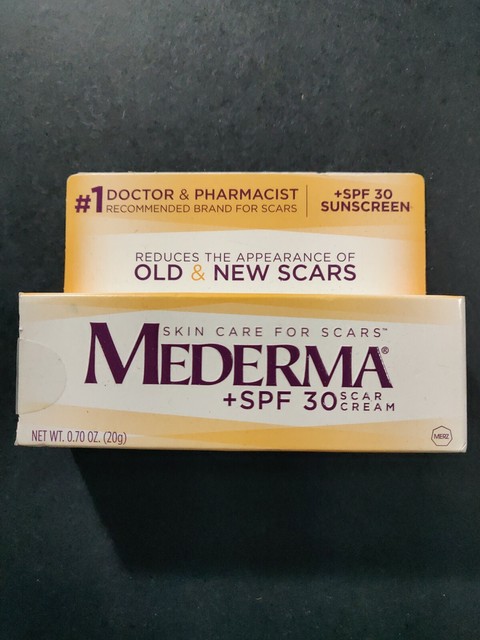 #1 DOCTOR & PHARMACIST
RECOMMENDED BRAND FOR SCARS
+SPF 30
SUNSCREEN
REDUCES THE APPEARANCE OF
OLD & NEW SCARS
SKIN CARE FOR SCARS™
MEDERMA®
+SPF 30 SCAR
CREAM
NET WT. 0.70 OZ. (20g)
MERZ